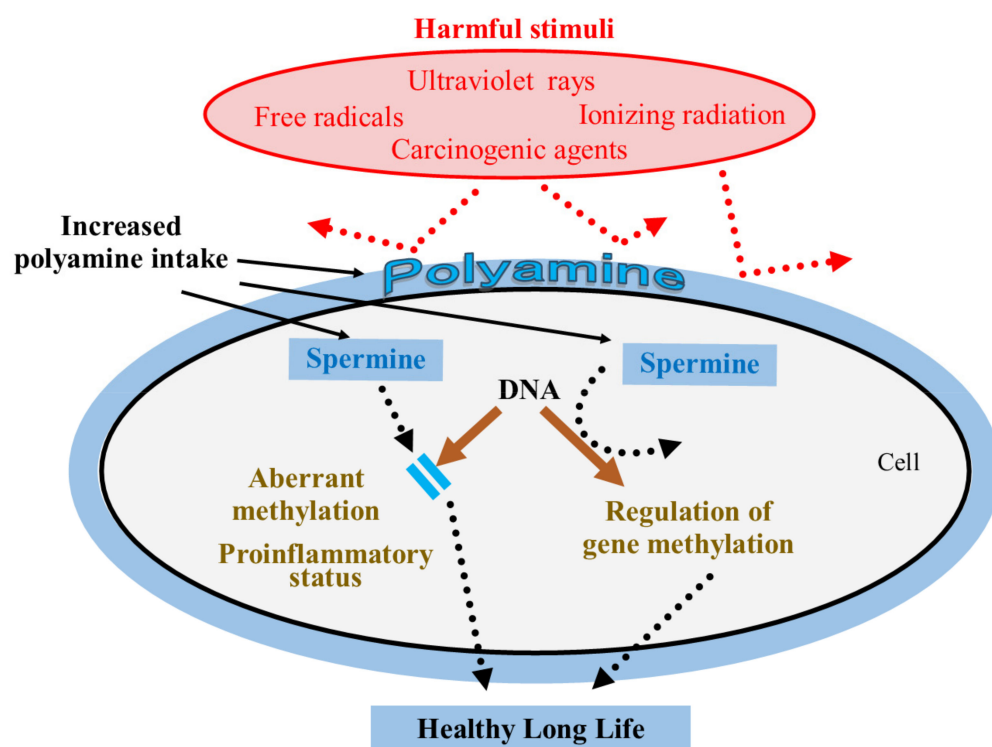 Harmful stimuli
Ultraviolet rays
Free radicals
Ionizing radiation
Carcinogenic agents
Increased
polyamine intake
Polyamine
Spermine
Spermine
DNA
Cell
Aberrant
methylation
Proinflammatory
status
Regulation of
gene methylation
Healthy Long Life